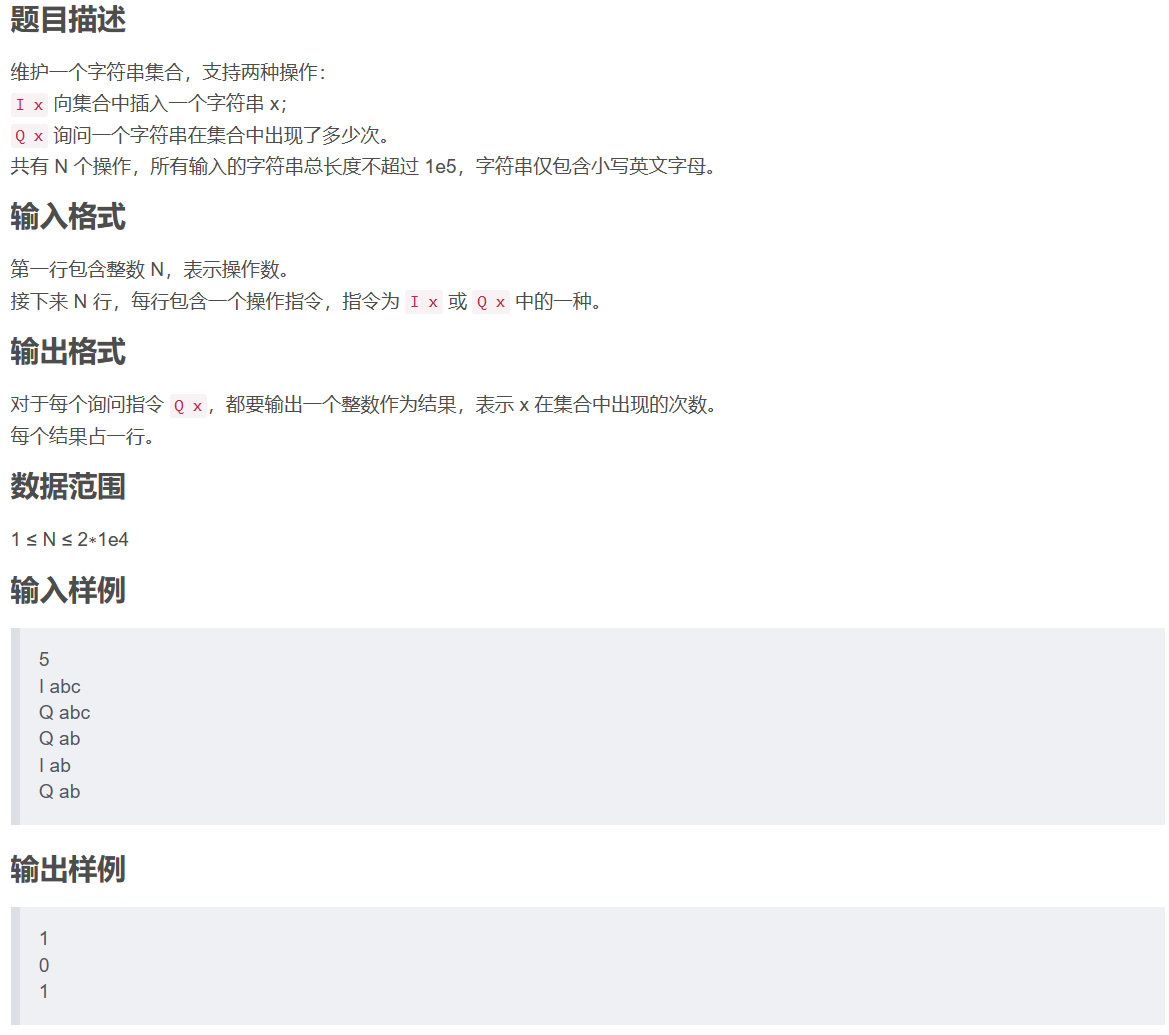 题目描述
维护一个字符串集合，支持两种操作：
I x 向集合中插入一个字符串 x；
Q x 询问一个字符串在集合中出现了多少次。
共有 N 个操作，所有输入的字符串总长度不超过 1e5，字符串仅包含小写英文字母。
输入格式
第一行包含整数 N，表示操作数。
接下来 N 行，每行包含一个操作指令，指令为 I x 或 Q x 中的一种。
输出格式
对于每个询问指令 Q x，都要输出一个整数作为结果，表示 x 在集合中出现的次数。
每个结果占一行。
数据范围
1 ≤ N ≤ 2*1e4
输入样例
5
I abc
Q abc
Q ab
I ab
Q ab
输出样例
1
0
1